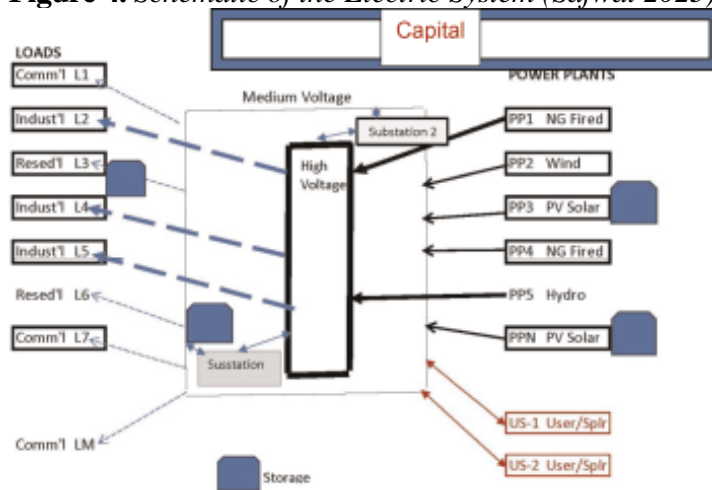 Figure 4. Schematic of the Electric System (Sajwat 2023)
Capital
LOADS
POWER PLANTS
Comm'l L1
Medium Voltage
Indust'l L2
Substation 2
PP1 NG Fired
Resed'l L3
High
Voltage
PP2 Wind
Indust'l L4
PP3 PV Solar
Indust'l L5
PP4 NG Fired
Resed'l L6
PP5 Hydro
Comm'l L7
Susstation
PPN PV Solar
US-1 User/Splr
Comm'l LM
US-2 User/Splr
Storage